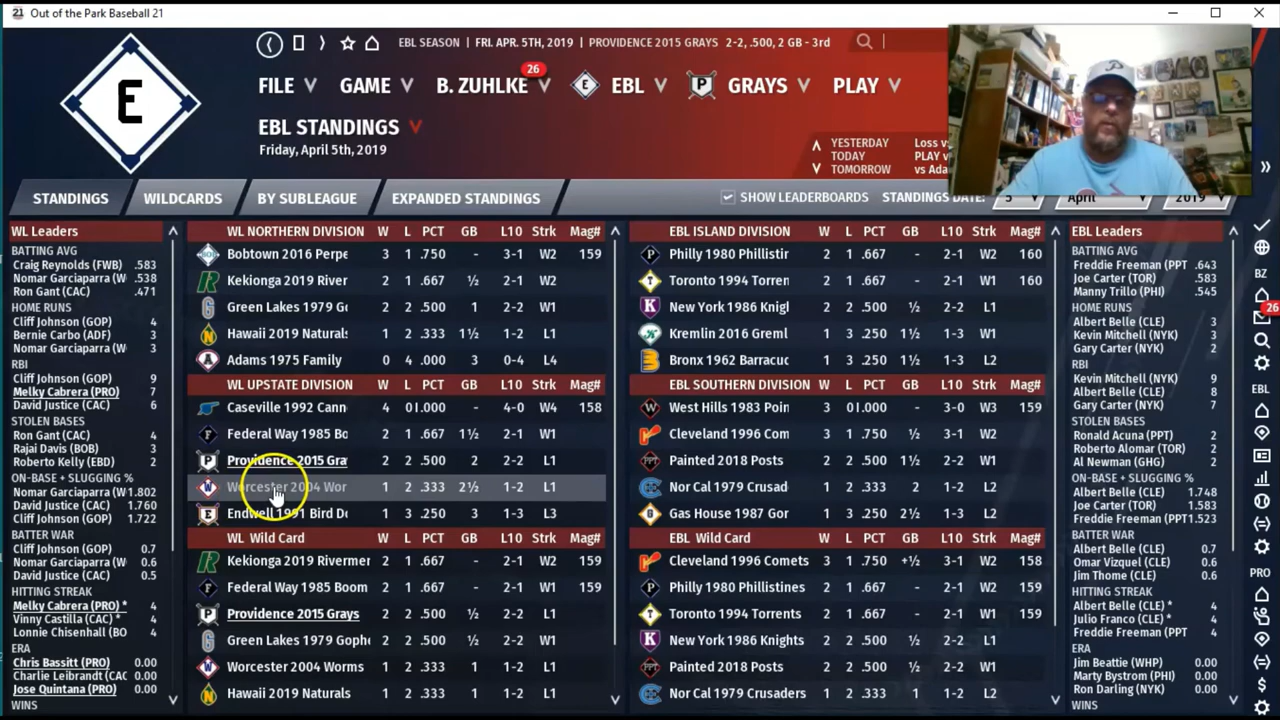 21 Out of the Park Baseball 21
EBL SEASON | FRI. APR. 5TH, 2019 | PROVIDENCE 2015 GRAYS 2-2, .500, 2 GB - 3rd
26
FILE GAME B. ZUHLKE EBL GRAYS PLAY
E
EBL STANDINGS
Friday, April 5th, 2019
YESTERDAY Loss v
TODAY PLAY v
TOMORROW vs Ada
STANDINGS WILDCARDS BY SUBLEAGUE EXPANDED STANDINGS SHOW LEADERBOARDS STANDINGS DATE: 5 April 2019
WL Leaders
BATTING AVG
Craig Reynolds (FWB) .583
Nomar Garciaparra (W .538
Ron Gant (CAC) .471
HOME RUNS
Cliff Johnson (GOP) 4
Bernie Carbo (ADF) 3
Nomar Garciaparra (W 3
RBI
Cliff Johnson (GOP) 9
Melky Cabrera (PRO) 7
David Justice (CAC) 6
STOLEN BASES
Ron Gant (CAC) 4
Rajai Davis (BOB) 3
Roberto Kelly (EBD) 2
ON-BASE + SLUGGING %
Nomar Garciaparra (W 1.802
David Justice (CAC) 1.760
Cliff Johnson (GOP) 1.722
BATTER WAR
Cliff Johnson (GOP) 0.7
Nomar Garciaparra (W 0.6
David Justice (CAC) 0.5
HITTING STREAK
Melky Cabrera (PRO) * 4
Vinny Castilla (CAC) * 4
Lonnie Chisenhall (BO 4
ERA
Chris Bassitt (PRO) 0.00
Charlie Leibrandt (CAC 0.00
Jose Quintana (PRO) 0.00
WINS
WL NORTHERN DIVISION W L PCT GB L10 Strk Mag#
Bobtown 2016 Perpe 3 1 .750 - 3-1 W2 159
Kekionga 2019 River 2 1 .667 ½ 2-1 W2
Green Lakes 1979 Go 2 2 .500 1 2-2 L1
Hawaii 2019 Naturals 1 2 .333 1½ 1-2 L1
Adams 1975 Family 0 4 .000 3 0-4 L4
WL UPSTATE DIVISION W L PCT GB L10 Strk Mag#
Caseville 1992 Cann 4 0 1.000 - 4-0 W4 158
Federal Way 1985 Bo 2 1 .667 1½ 2-1 W1
Providence 2015 Gra 2 2 .500 2 2-2 L1
Worcester 2004 Wor 1 2 .333 2½ 1-2 L1
Endwell 1991 Bird Do 1 3 .250 3 1-3 L3
WL Wild Card W L PCT GB L10 Strk Mag#
Kekionga 2019 Rivermer 2 1 .667 - 2-1 W2 159
Federal Way 1985 Boom 2 1 .667 - 2-1 W1 159
Providence 2015 Grays 2 2 .500 ½ 2-2 L1
Green Lakes 1979 Gophe 2 2 .500 ½ 2-2 L1
Worcester 2004 Worms 1 2 .333 1 1-2 L1
Hawaii 2019 Naturals 1 2 .333 1 1-2 L1
EBL ISLAND DIVISION W L PCT GB L10 Strk Mag#
Philly 1980 Phillistir 2 1 .667 - 2-1 W2 160
Toronto 1994 Torren 2 1 .667 - 2-1 W1 160
New York 1986 Knigl 2 2 .500 ½ 2-2 L1
Kremlin 2016 Greml 1 3 .250 1½ 1-3 W1
Bronx 1962 Barracuc 1 3 .250 1½ 1-3 L2
EBL SOUTHERN DIVISION W L PCT GB L10 Strk Mag#
West Hills 1983 Poin 3 0 1.000 - 3-0 W3 159
Cleveland 1996 Com 3 1 .750 ½ 3-1 W2
Painted 2018 Posts 2 2 .500 1½ 2-2 W1
Nor Cal 1979 Crusad 1 2 .333 2 1-2 L2
Gas House 1987 Gor 1 3 .250 2½ 1-3 L1
EBL Wild Card W L PCT GB L10 Strk Mag#
Cleveland 1996 Comets 3 1 .750 +½ 3-1 W2 158
Philly 1980 Phillistines 2 1 .667 - 2-1 W2 159
Toronto 1994 Torrents 2 1 .667 - 2-1 W1 159
New York 1986 Knights 2 2 .500 ½ 2-2 L1
Painted 2018 Posts 2 2 .500 ½ 2-2 W1
Nor Cal 1979 Crusaders 1 2 .333 1 1-2 L2
EBL Leaders
BATTING AVG
Freddie Freeman (PPT .643
Joe Carter (TOR) .583
Manny Trillo (PHI) .545
HOME RUNS
Albert Belle (CLE) 3
Kevin Mitchell (NYK) 3
Gary Carter (NYK) 2
RBI
Kevin Mitchell (NYK) 9
Albert Belle (CLE) 8
Gary Carter (NYK) 7
STOLEN BASES
Ronald Acuna (PPT) 2
Roberto Alomar (TOR) 2
Al Newman (GHG) 2
ON-BASE + SLUGGING %
Albert Belle (CLE) 1.748
Joe Carter (TOR) 1.583
Freddie Freeman (PPT 1.523
BATTER WAR
Albert Belle (CLE) 0.7
Omar Vizquel (CLE) 0.6
Jim Thome (CLE) 0.6
HITTING STREAK
Albert Belle (CLE) * 4
Julio Franco (CLE) * 4
Freddie Freeman (PPT 4
ERA
Jim Beattie (WHP) 0.00
Marty Bystrom (PHI) 0.00
Ron Darling (NYK) 0.00
WINS
BZ
26
EBL
PRO